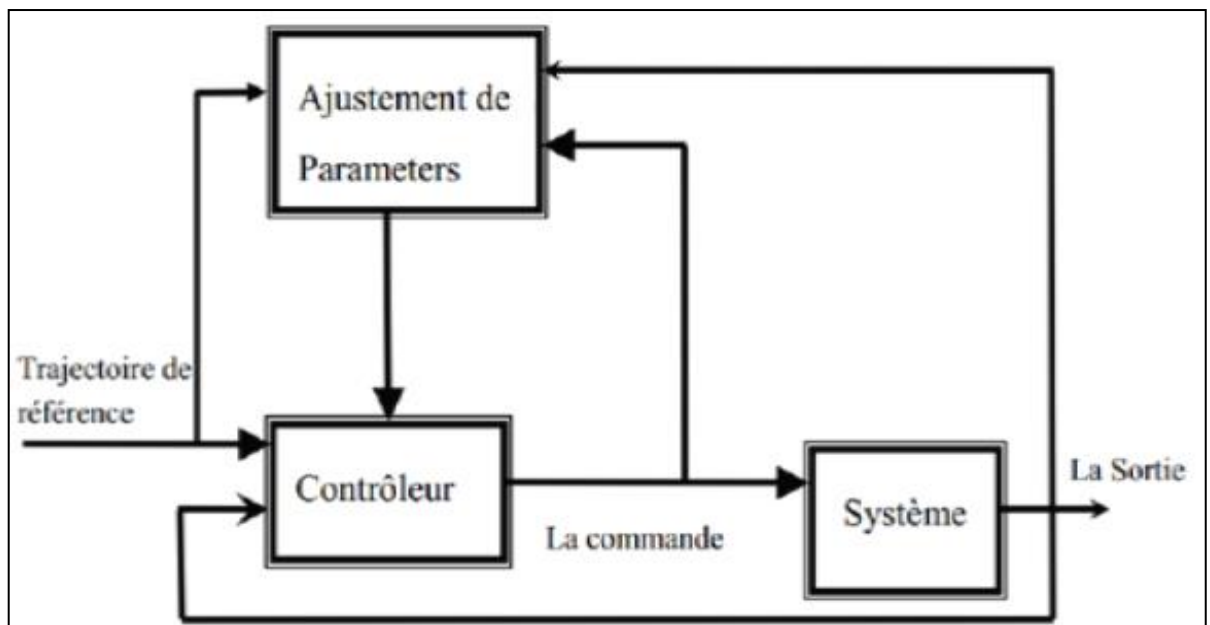 Ajustement de
Parameters
Trajectoire de
référence
Contrôleur
La commande
Système
La Sortie